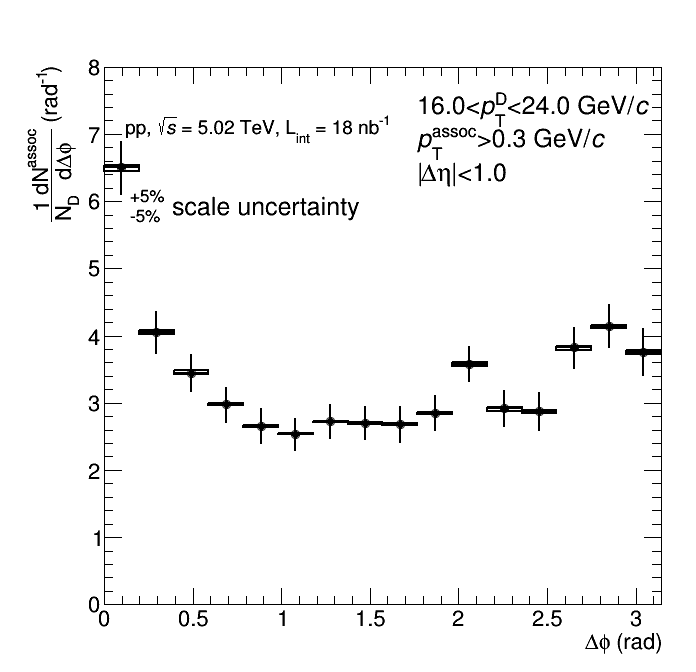 8
7
6
5
4
3
2
1
0
1 dN^assoc
N_D dΔϕ (rad^-1)
pp, √s = 5.02 TeV, L_int = 18 nb^-1
+5%
-5% scale uncertainty
16.0<p_T^D<24.0 GeV/c
p_T^assoc>0.3 GeV/c
|Δη|<1.0
0 0.5 1 1.5 2 2.5 3
Δϕ (rad)